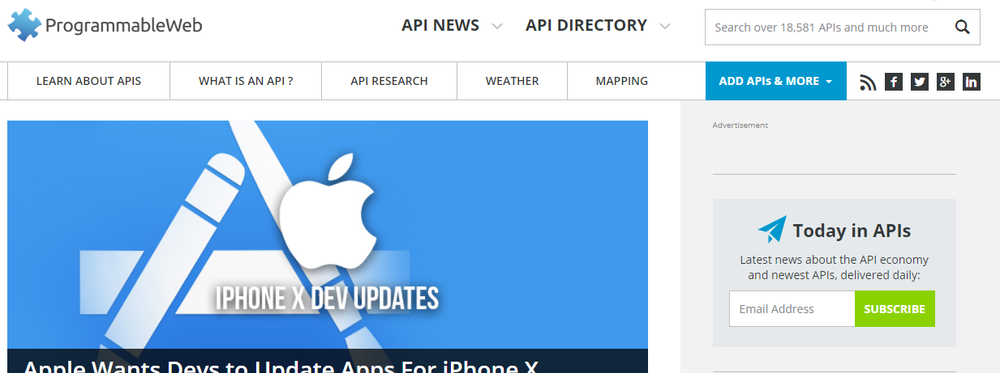 ProgrammableWeb
API NEWS
API DIRECTORY
Search over 18,581 APIs and much more
LEARN ABOUT APIS
WHAT IS AN API ?
API RESEARCH
WEATHER
MAPPING
ADD APIs & MORE
f
g+
in
Advertisement
IPHONE X DEV UPDATES
Apple Wants Devs to Update Apps For iPhone X
Today in APIs
Latest news about the API economy
and newest APIs, delivered daily:
Email Address
SUBSCRIBE